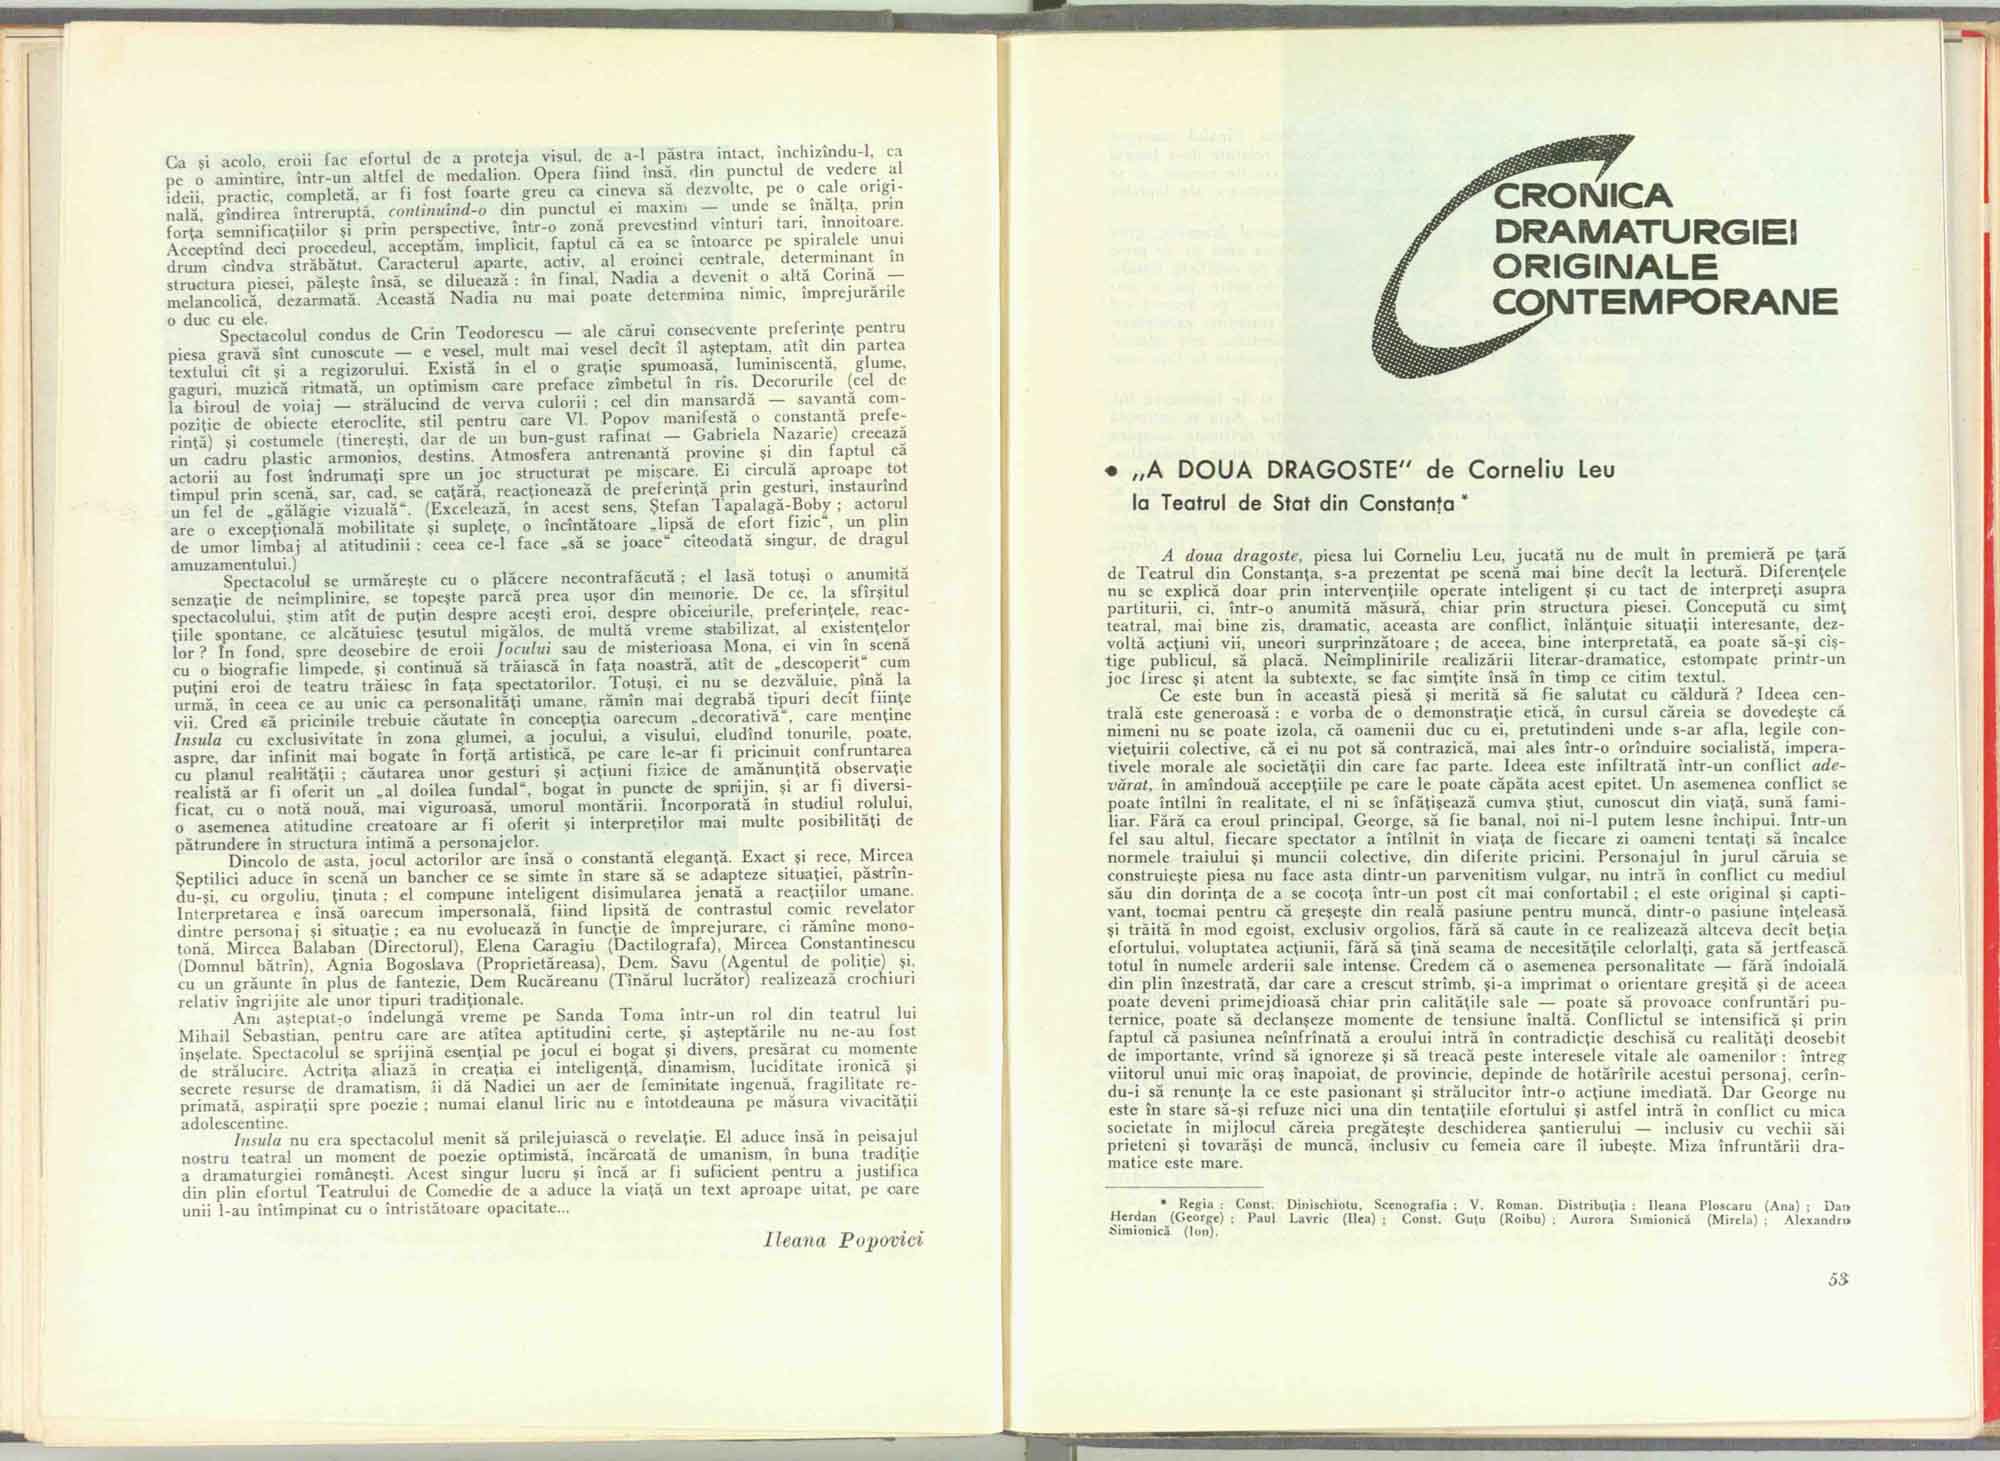 Ca și acolo, eroii fac efortul de a proteja visul, de a-l păstra intact, închizîndu-l, ca
pe o amintire, într-un altfel de medalion. Opera fiind însă, din punctul de vedere al
ideii, practic, completă, ar fi fost foarte greu ca cineva să dezvolte, pe o cale origi-
nală, gîndirea întreruptă, continuînd-o din punctul ei maxim — unde se înălța, prin
forța semnificațiilor și prin perspective, într-o zonă prevestind vînturi tari, înnoitoare.
Acceptînd deci procedeul, acceptăm, implicit, faptul că ea se întoarce pe spiralele unui
drum cîndva străbătut. Caracterul aparte, activ, al eroinei centrale, determinant în
structura piesei, pălește însă, se diluează : în final, Nadia a devenit o altă Corină —
melancolică, dezarmată. Această Nadia nu mai poate determina nimic, împrejurările
o duc cu ele.
Spectacolul condus de Crin Teodorescu — ale cărui consecvente preferințe pentru
piesa gravă sînt cunoscute — e vesel, mult mai vesel decît îl așteptam, atît din partea
textului cît și a regizorului. Există în el o grație spumoasă, luminiscentă, glume,
gaguri, muzică ritmată, un optimism care preface zîmbetul în rîs. Decorurile (cel de
la biroul de voiaj — strălucind de verva culorii ; cel din mansardă — savantă com-
poziție de obiecte eteroclite, stil pentru care Vl. Popov manifestă o constantă prefe-
rință) și costumele (tinerești, dar de un bun-gust rafinat — Gabriela Nazarie) creează
un cadru plastic armonios, destins. Atmosfera antrenantă provine și din faptul că
actorii au fost îndrumați spre un joc structurat pe mișcare. Ei circulă aproape tot
timpul prin scenă, sar, cad, se cațără, reacționează de preferință prin gesturi, instaurînd
un fel de „gălăgie vizuală“. (Excelează, în acest sens, Ștefan Tapalagă-Boby ; actorul
are o excepțională mobilitate și suplețe, o încîntătoare „lipsă de efort fizic“, un plin
de umor limbaj al atitudinii ; ceea ce-l face „să se joace“ cîteodată singur, de dragul
amuzamentului.)
Spectacolul se urmărește cu o plăcere necontrafăcută ; el lasă totuși o anumită
senzație de neîmplinire, se topește parcă prea ușor din memorie. De ce, la sfîrșitul
spectacolului, știm atît de puțin despre acești eroi, despre obiceiurile, preferințele, reac-
țiile spontane, ce alcătuiesc țesutul migălos, de multă vreme stabilizat, al existențelor
lor ? În fond, spre deosebire de eroii Jocului sau de misterioasa Mona, ei vin în scenă
cu o biografie limpede, și continuă să trăiască în fața noastră, atît de „descoperit“ cum
puțini eroi de teatru trăiesc în fața spectatorilor. Totuși, ei nu se dezvăluie, pînă la
urmă, în ceea ce au unic ca personalități umane, rămîn mai degrabă tipuri decît ființe
vii. Cred că pricinile trebuie căutate în concepția oarecum „decorativă“, care menține
Insula cu exclusivitate în zona glumei, a jocului, a visului, eludînd tonurile, poate,
aspre, dar infinit mai bogate în forță artistică, pe care le-ar fi pricinuit confruntarea
cu planul realității ; căutarea unor gesturi și acțiuni fizice de amănunțită observație
realistă ar fi oferit un „al doilea fundal“, bogat în puncte de sprijin, și ar fi diversi-
ficat, cu o notă nouă, mai viguroasă, umorul montării. Încorporată în studiul rolului,
o asemenea atitudine creatoare ar fi oferit și interpreților mai multe posibilități de
pătrundere în structura intimă a personajelor.
Dincolo de asta, jocul actorilor are însă o constantă eleganță. Exact și rece, Mircea
Șeptilici aduce în scenă un bancher ce se simte în stare să se adapteze situației, păstrîn-
du-și, cu orgoliu, ținuta ; el compune inteligent disimularea jenată a reacțiilor umane.
Interpretarea e însă oarecum impersonală, fiind lipsită de contrastul comic revelator
dintre personaj și situație ; ea nu evoluează în funcție de împrejurare, ci rămîne mono-
tonă. Mircea Balaban (Directorul), Elena Caragiu (Dactilografa), Mircea Constantinescu
(Domnul bătrîn), Agnia Bogoslava (Proprietăreasa), Dem. Savu (Agentul de poliție) și,
cu un grăunte în plus de fantezie, Dem Rucăreanu (Tînărul lucrător) realizează crochiuri
relativ îngrijite ale unor tipuri tradiționale.
Am așteptat-o îndelungă vreme pe Sanda Toma într-un rol din teatrul lui
Mihail Sebastian, pentru care are atîtea aptitudini certe, și așteptările nu ne-au fost
înșelate. Spectacolul se sprijină esențial pe jocul ei bogat și divers, presărat cu momente
de strălucire. Actrița aliază în creația ei inteligență, dinamism, luciditate ironică și
secrete resurse de dramatism, îi dă Nadiei un aer de feminitate ingenuă, fragilitate re-
primată, aspirații spre poezie ; numai elanul liric nu e întotdeauna pe măsura vivacității
adolescentine.
Insula nu era spectacolul menit să prilejuiască o revelație. El aduce însă în peisajul
nostru teatral un moment de poezie optimistă, încărcată de umanism, în buna tradiție
a dramaturgiei românești. Acest singur lucru și încă ar fi suficient pentru a justifica
din plin efortul Teatrului de Comedie de a aduce la viață un text aproape uitat, pe care
unii l-au întîmpinat cu o întristătoare opacitate...
Ileana Popovici
CRONICA
DRAMATURGIEI
ORIGINALE
CONTEMPORANE
• „A DOUA DRAGOSTE” de Corneliu Leu
la Teatrul de Stat din Constanța *
A doua dragoste, piesa lui Corneliu Leu, jucată nu de mult în premieră pe țară
de Teatrul din Constanța, s-a prezentat pe scenă mai bine decît la lectură. Diferențele
nu se explică doar prin intervențiile operate inteligent și cu tact de interpreți asupra
partiturii, ci, într-o anumită măsură, chiar prin structura piesei. Concepută cu simț
teatral, mai bine zis, dramatic, aceasta are conflict, înlănțuie situații interesante, dez-
voltă acțiuni vii, uneori surprinzătoare ; de aceea, bine interpretată, ea poate să-și cîș-
tige publicul, să placă. Neîmplinirile realizării literar-dramatice, estompate printr-un
joc firesc și atent la subtexte, se fac simțite însă în timp ce citim textul.
Ce este bun în această piesă și merită să fie salutat cu căldură ? Ideea cen-
trală este generoasă : e vorba de o demonstrație etică, în cursul căreia se dovedește că
nimeni nu se poate izola, că oamenii duc cu ei, pretutindeni unde s-ar afla, legile con-
viețuirii colective, că ei nu pot să contrazică, mai ales într-o orînduire socialistă, impera-
tivele morale ale societății din care fac parte. Ideea este infiltrată într-un conflict ade-
vărat, în amîndouă accepțiile pe care le poate căpăta acest epitet. Un asemenea conflict se
poate întîlni în realitate, el ni se înfățișează cumva știut, cunoscut din viață, sună fami-
liar. Fără ca eroul principal, George, să fie banal, noi ni-l putem lesne închipui. Într-un
fel sau altul, fiecare spectator a întîlnit în viața de fiecare zi oameni tentați să încalce
normele traiului și muncii colective, din diferite pricini. Personajul în jurul căruia se
construiește piesa nu face asta dintr-un parvenitism vulgar, nu intră în conflict cu mediul
său din dorința de a se cocoța într-un post cît mai confortabil ; el este original și capti-
vant, tocmai pentru că greșește din reală pasiune pentru muncă, dintr-o pasiune înțeleasă
și trăită în mod egoist, exclusiv orgolios, fără să caute în ce realizează altceva decît beția
efortului, voluptatea acțiunii, fără să țină seama de necesitățile celorlalți, gata să jertfească
totul în numele arderii sale intense. Credem că o asemenea personalitate — fără îndoială
din plin înzestrată, dar care a crescut strîmb, și-a imprimat o orientare greșită și de aceea
poate deveni primejdioasă chiar prin calitățile sale — poate să provoace confruntări pu-
ternice, poate să declanșeze momente de tensiune înaltă. Conflictul se intensifică și prin
faptul că pasiunea neînfrînată a eroului intră în contradicție deschisă cu realități deosebit
de importante, vrînd să ignoreze și să treacă peste interesele vitale ale oamenilor : întreg
viitorul unui mic oraș înapoiat, de provincie, depinde de hotărîrile acestui personaj, cerîn-
du-i să renunțe la ce este pasionant și strălucitor într-o acțiune imediată. Dar George nu
este în stare să-și refuze nici una din tentațiile efortului și astfel intră în conflict cu mica
societate în mijlocul căreia pregătește deschiderea șantierului — inclusiv cu vechii săi
prieteni și tovarăși de muncă, inclusiv cu femeia care îl iubește. Miza înfruntării dra-
matice este mare.
* Regia : Const. Dinischiotu, Scenografia : V. Roman. Distribuția : Ileana Ploscaru (Ana) ; Dan
Herdan (George) ; Paul Lavric (Ilea) ; Const. Guțu (Roibu) ; Aurora Simionică (Mirela) ; Alexandru
Simionică (Ion).
53